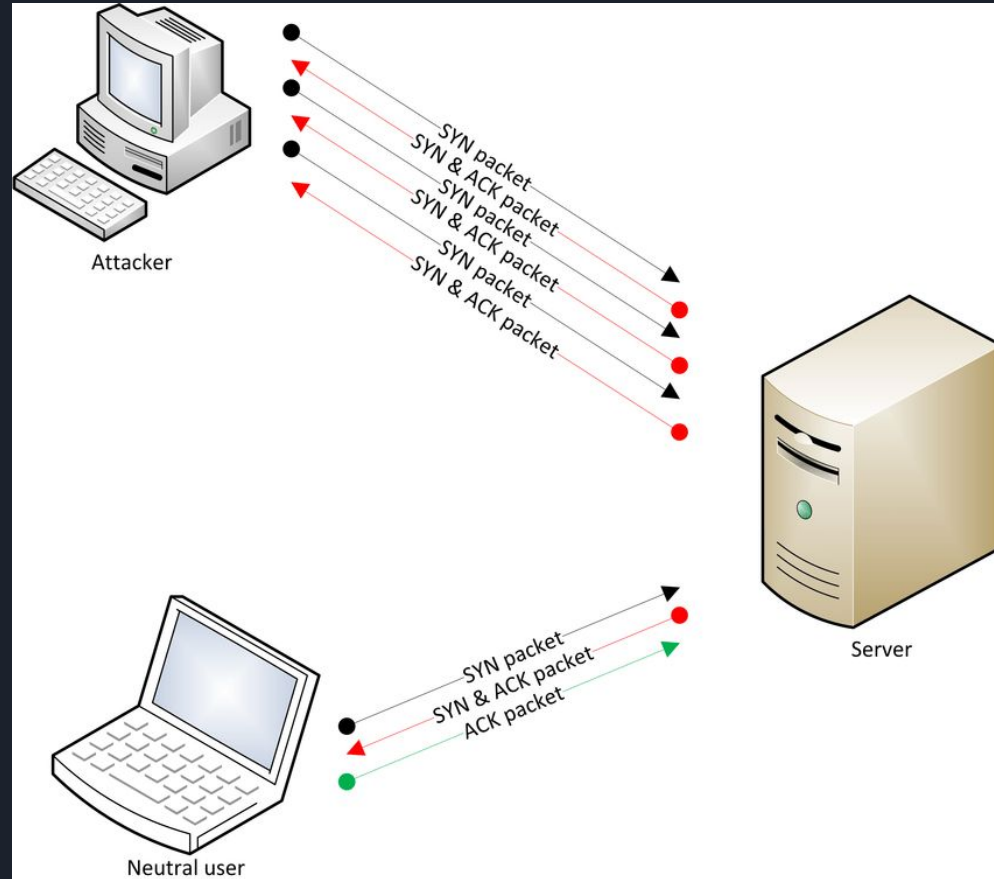 SYN packet
SYN & ACK packet
SYN packet
SYN & ACK packet
SYN packet
SYN & ACK packet
Attacker
Server
SYN packet
SYN & ACK packet
ACK packet
Neutral user